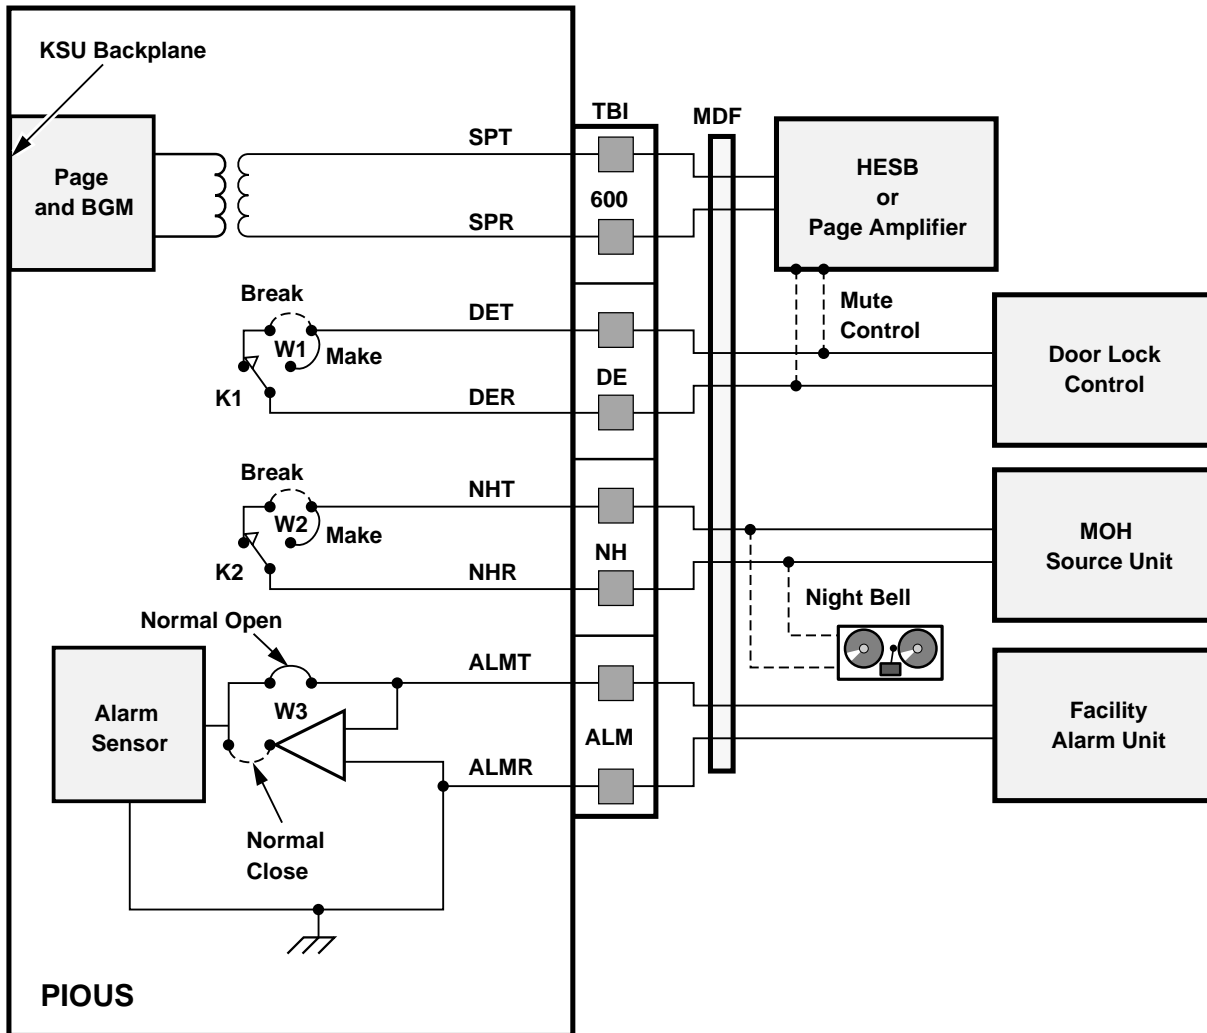 KSU Backplane
TBI
MDF
Page
and BGM
SPT
600
SPR
HESB
or
Page Amplifier
Mute
Control
Break
W1
Make
K1
DET
DE
DER
Door Lock
Control
Break
W2
Make
K2
NHT
NH
NHR
MOH
Source Unit
Night Bell
Normal Open
ALMT
W3
Alarm
Sensor
ALM
ALMR
Facility
Alarm Unit
Normal
Close
PIOUS